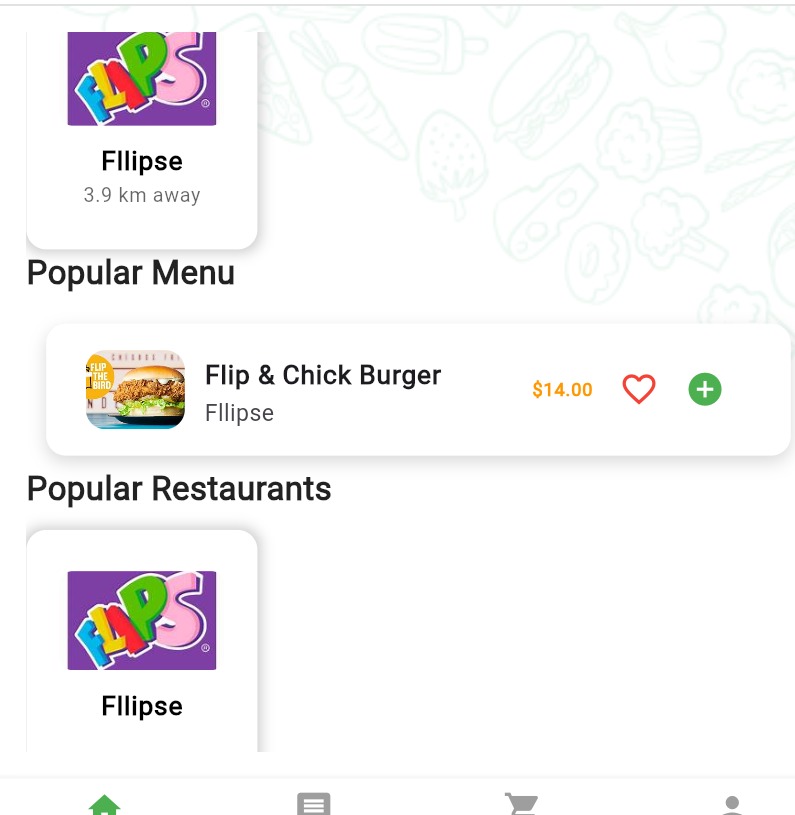 FLIPS
®
Fllipse
3.9 km away
Popular Menu
FLIP
THE
BIRD
Flip & Chick Burger
Fllipse
$14.00
Popular Restaurants
FLIPS
®
Fllipse